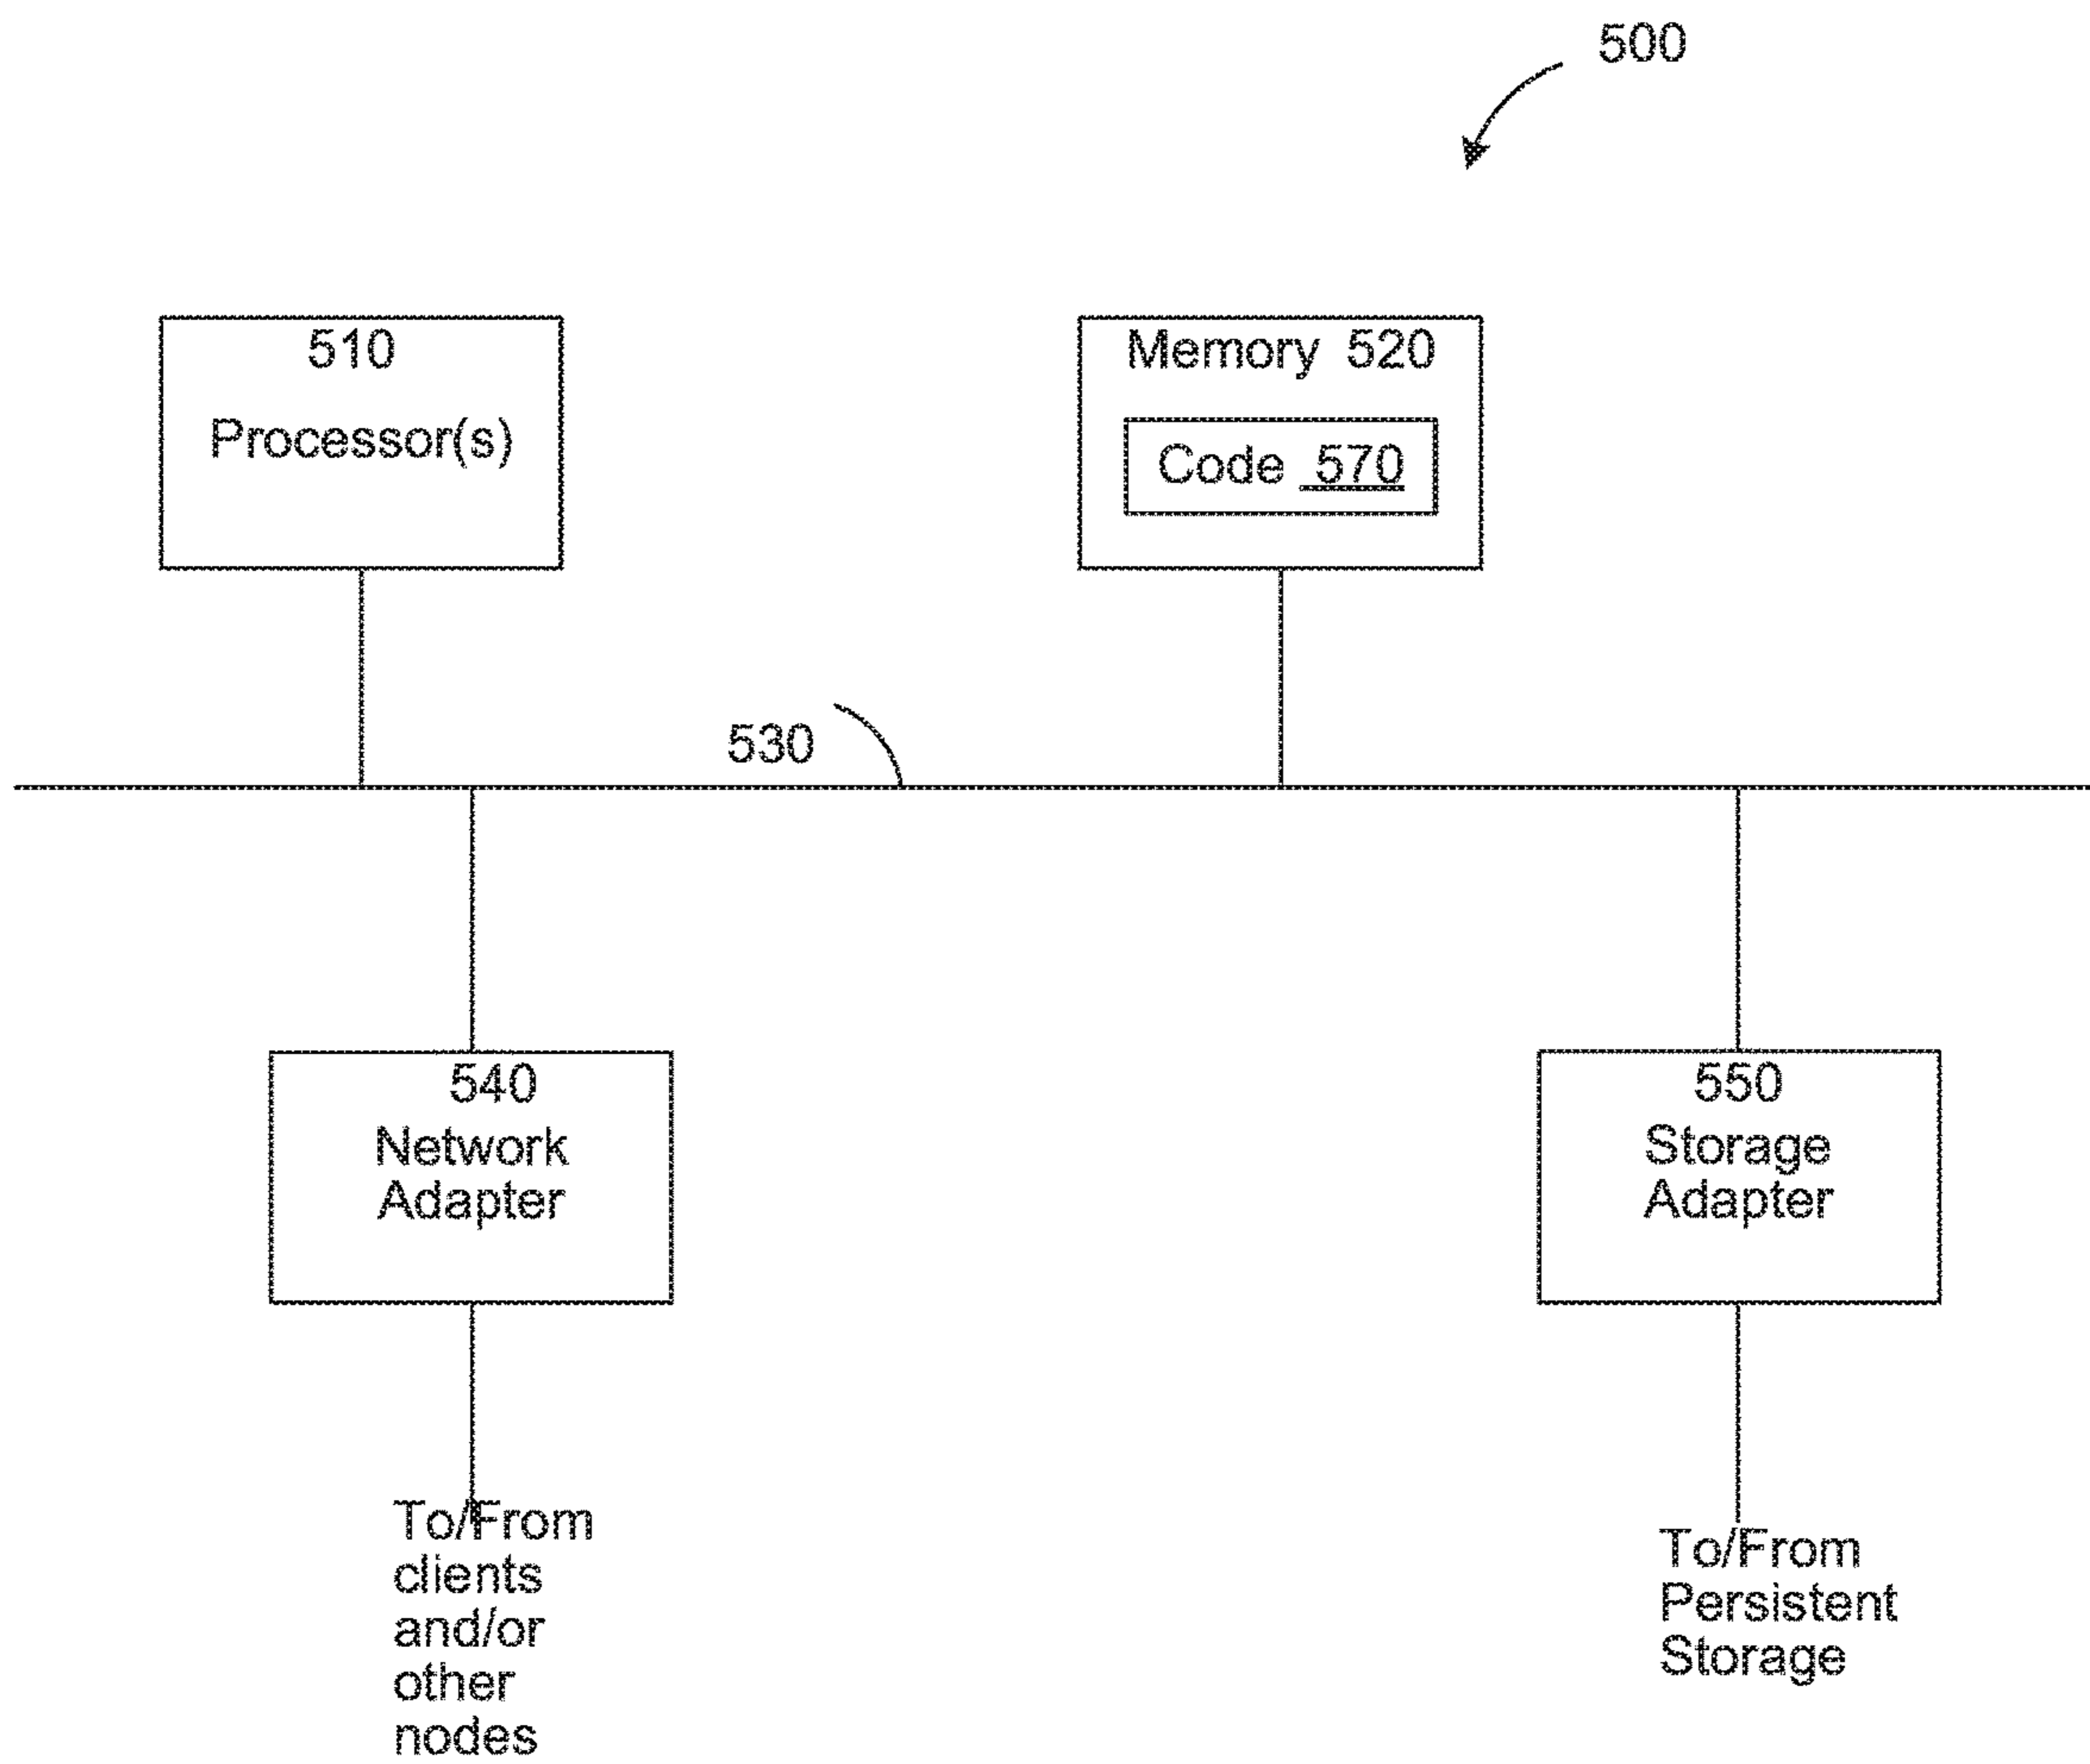 500
510
Processor(s)
Memory 520
Code 570
530
540
Network
Adapter
550
Storage
Adapter
To/From
clients
and/or
other
nodes
To/From
Persistent
Storage